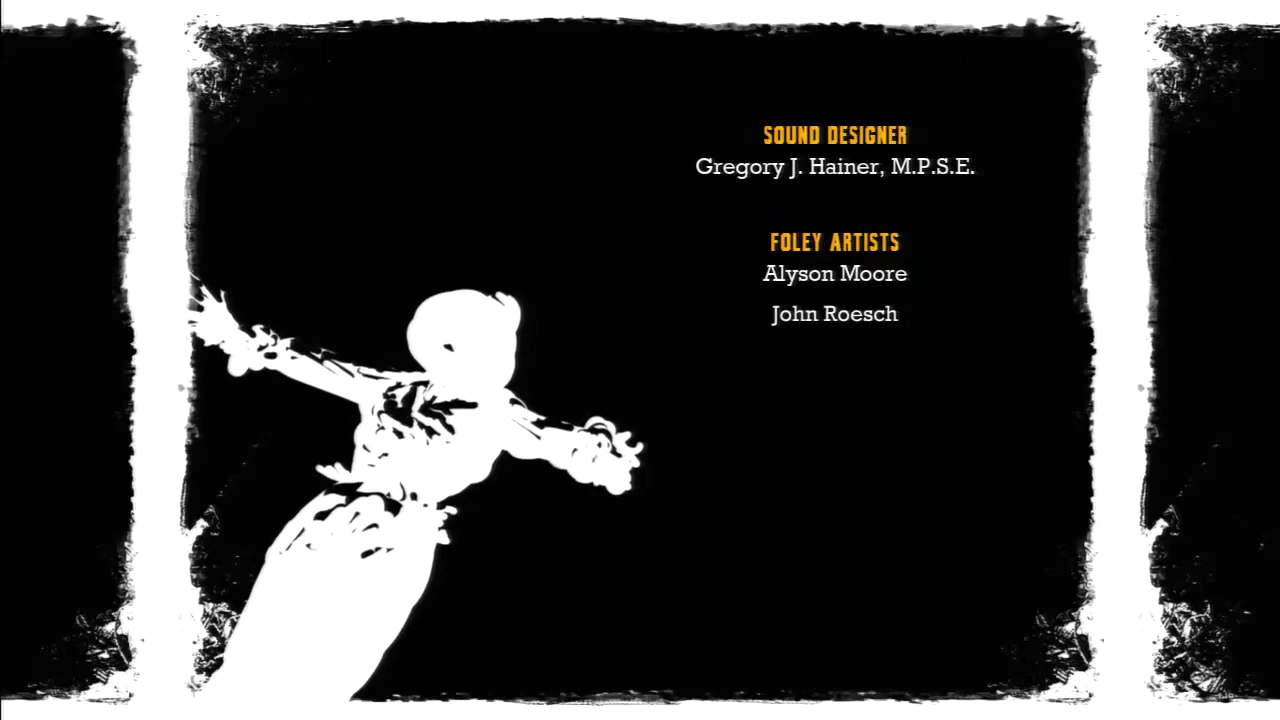 SOUND DESIGNER
Gregory J. Hainer, M.P.S.E.
FOLEY ARTISTS
Alyson Moore
John Roesch